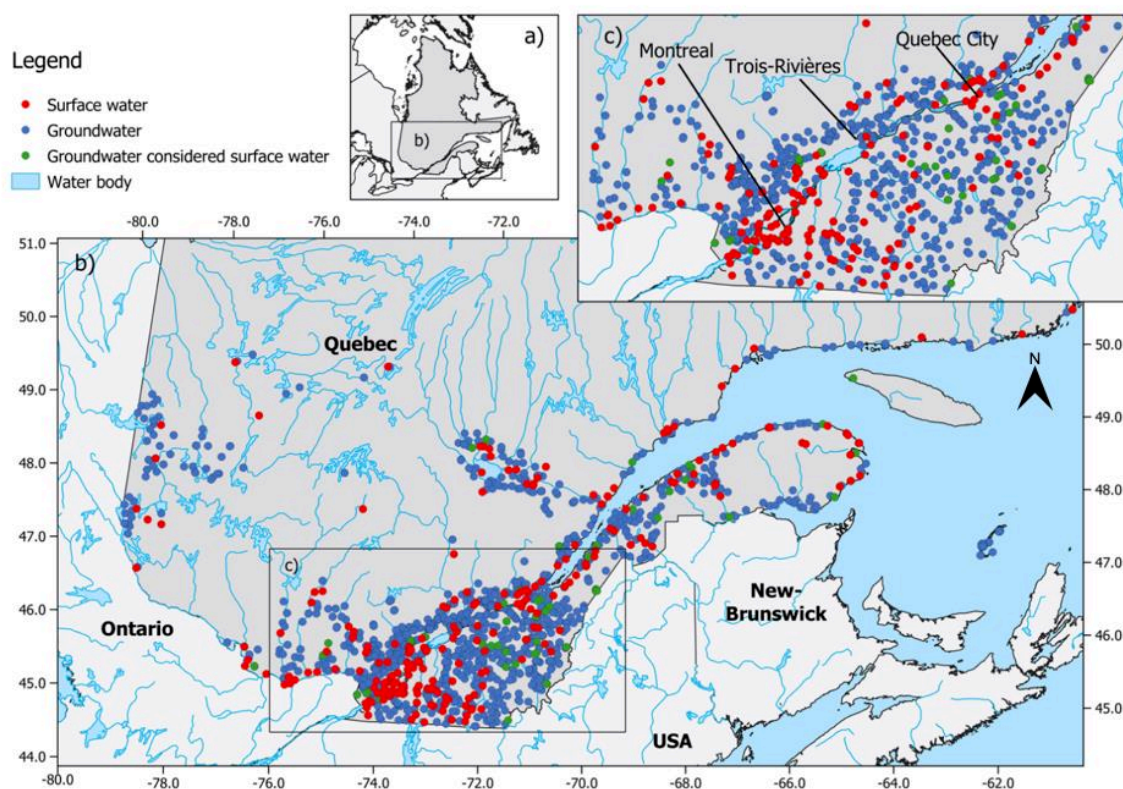 Legend
Surface water
Groundwater
Groundwater considered surface water
Water body
a)
b)
c)
Montreal
Trois-Rivières
Quebec City
-80.0 -78.0 -76.0 -74.0 -72.0
b)
51.0
50.0
49.0
48.0
47.0
46.0
45.0
44.0
Quebec
c)
Ontario
New-
Brunswick
USA
N
50.0
49.0
48.0
47.0
46.0
45.0
-80.0 -78.0 -76.0 -74.0 -72.0 -70.0 -68.0 -66.0 -64.0 -62.0